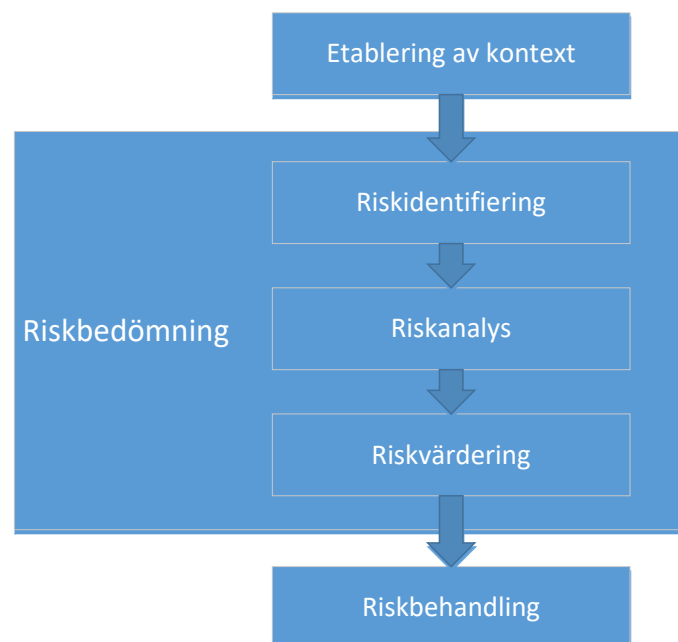 Etablering av kontext
Riskidentifiering
Riskbedömning
Riskanalys
Riskvärdering
Riskbehandling